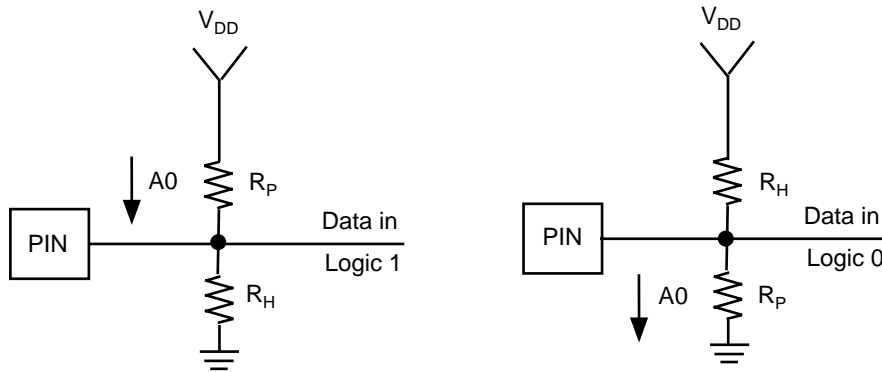 V_DD
A0
R_P
PIN
Data in
Logic 1
R_H
V_DD
R_H
PIN
Data in
Logic 0
A0
R_P